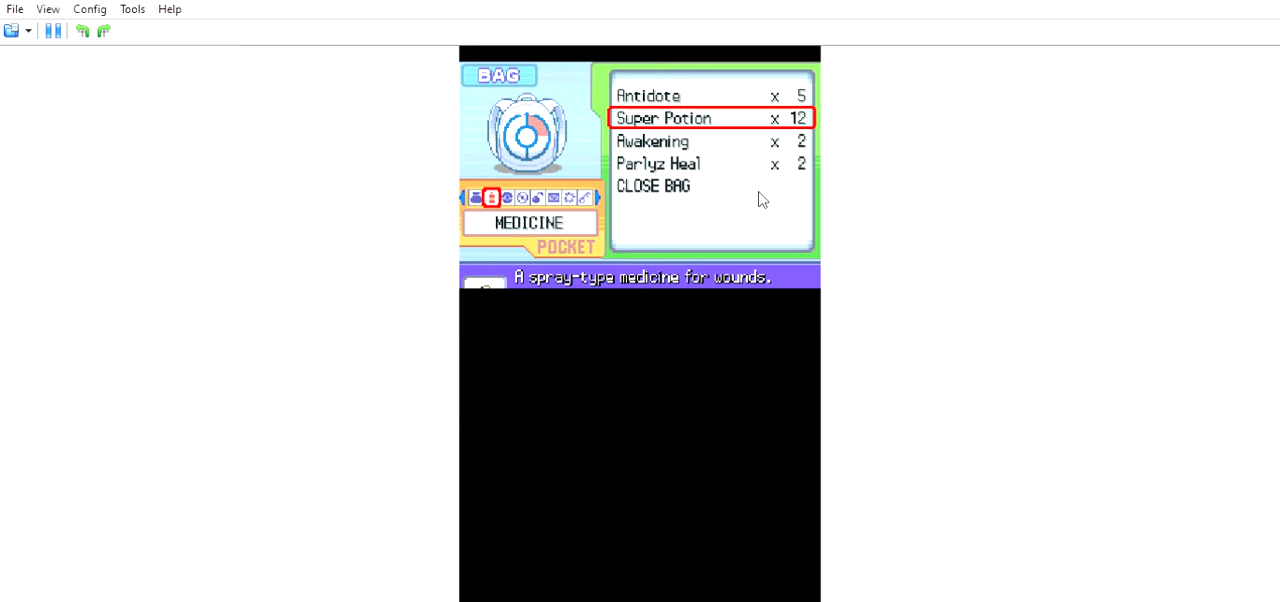 File View Config Tools Help
BAG
Antidote x 5
Super Potion x 12
Awakening x 2
Parlyz Heal x 2
CLOSE BAG
MEDICINE
POCKET
A spray-type medicine for wounds.